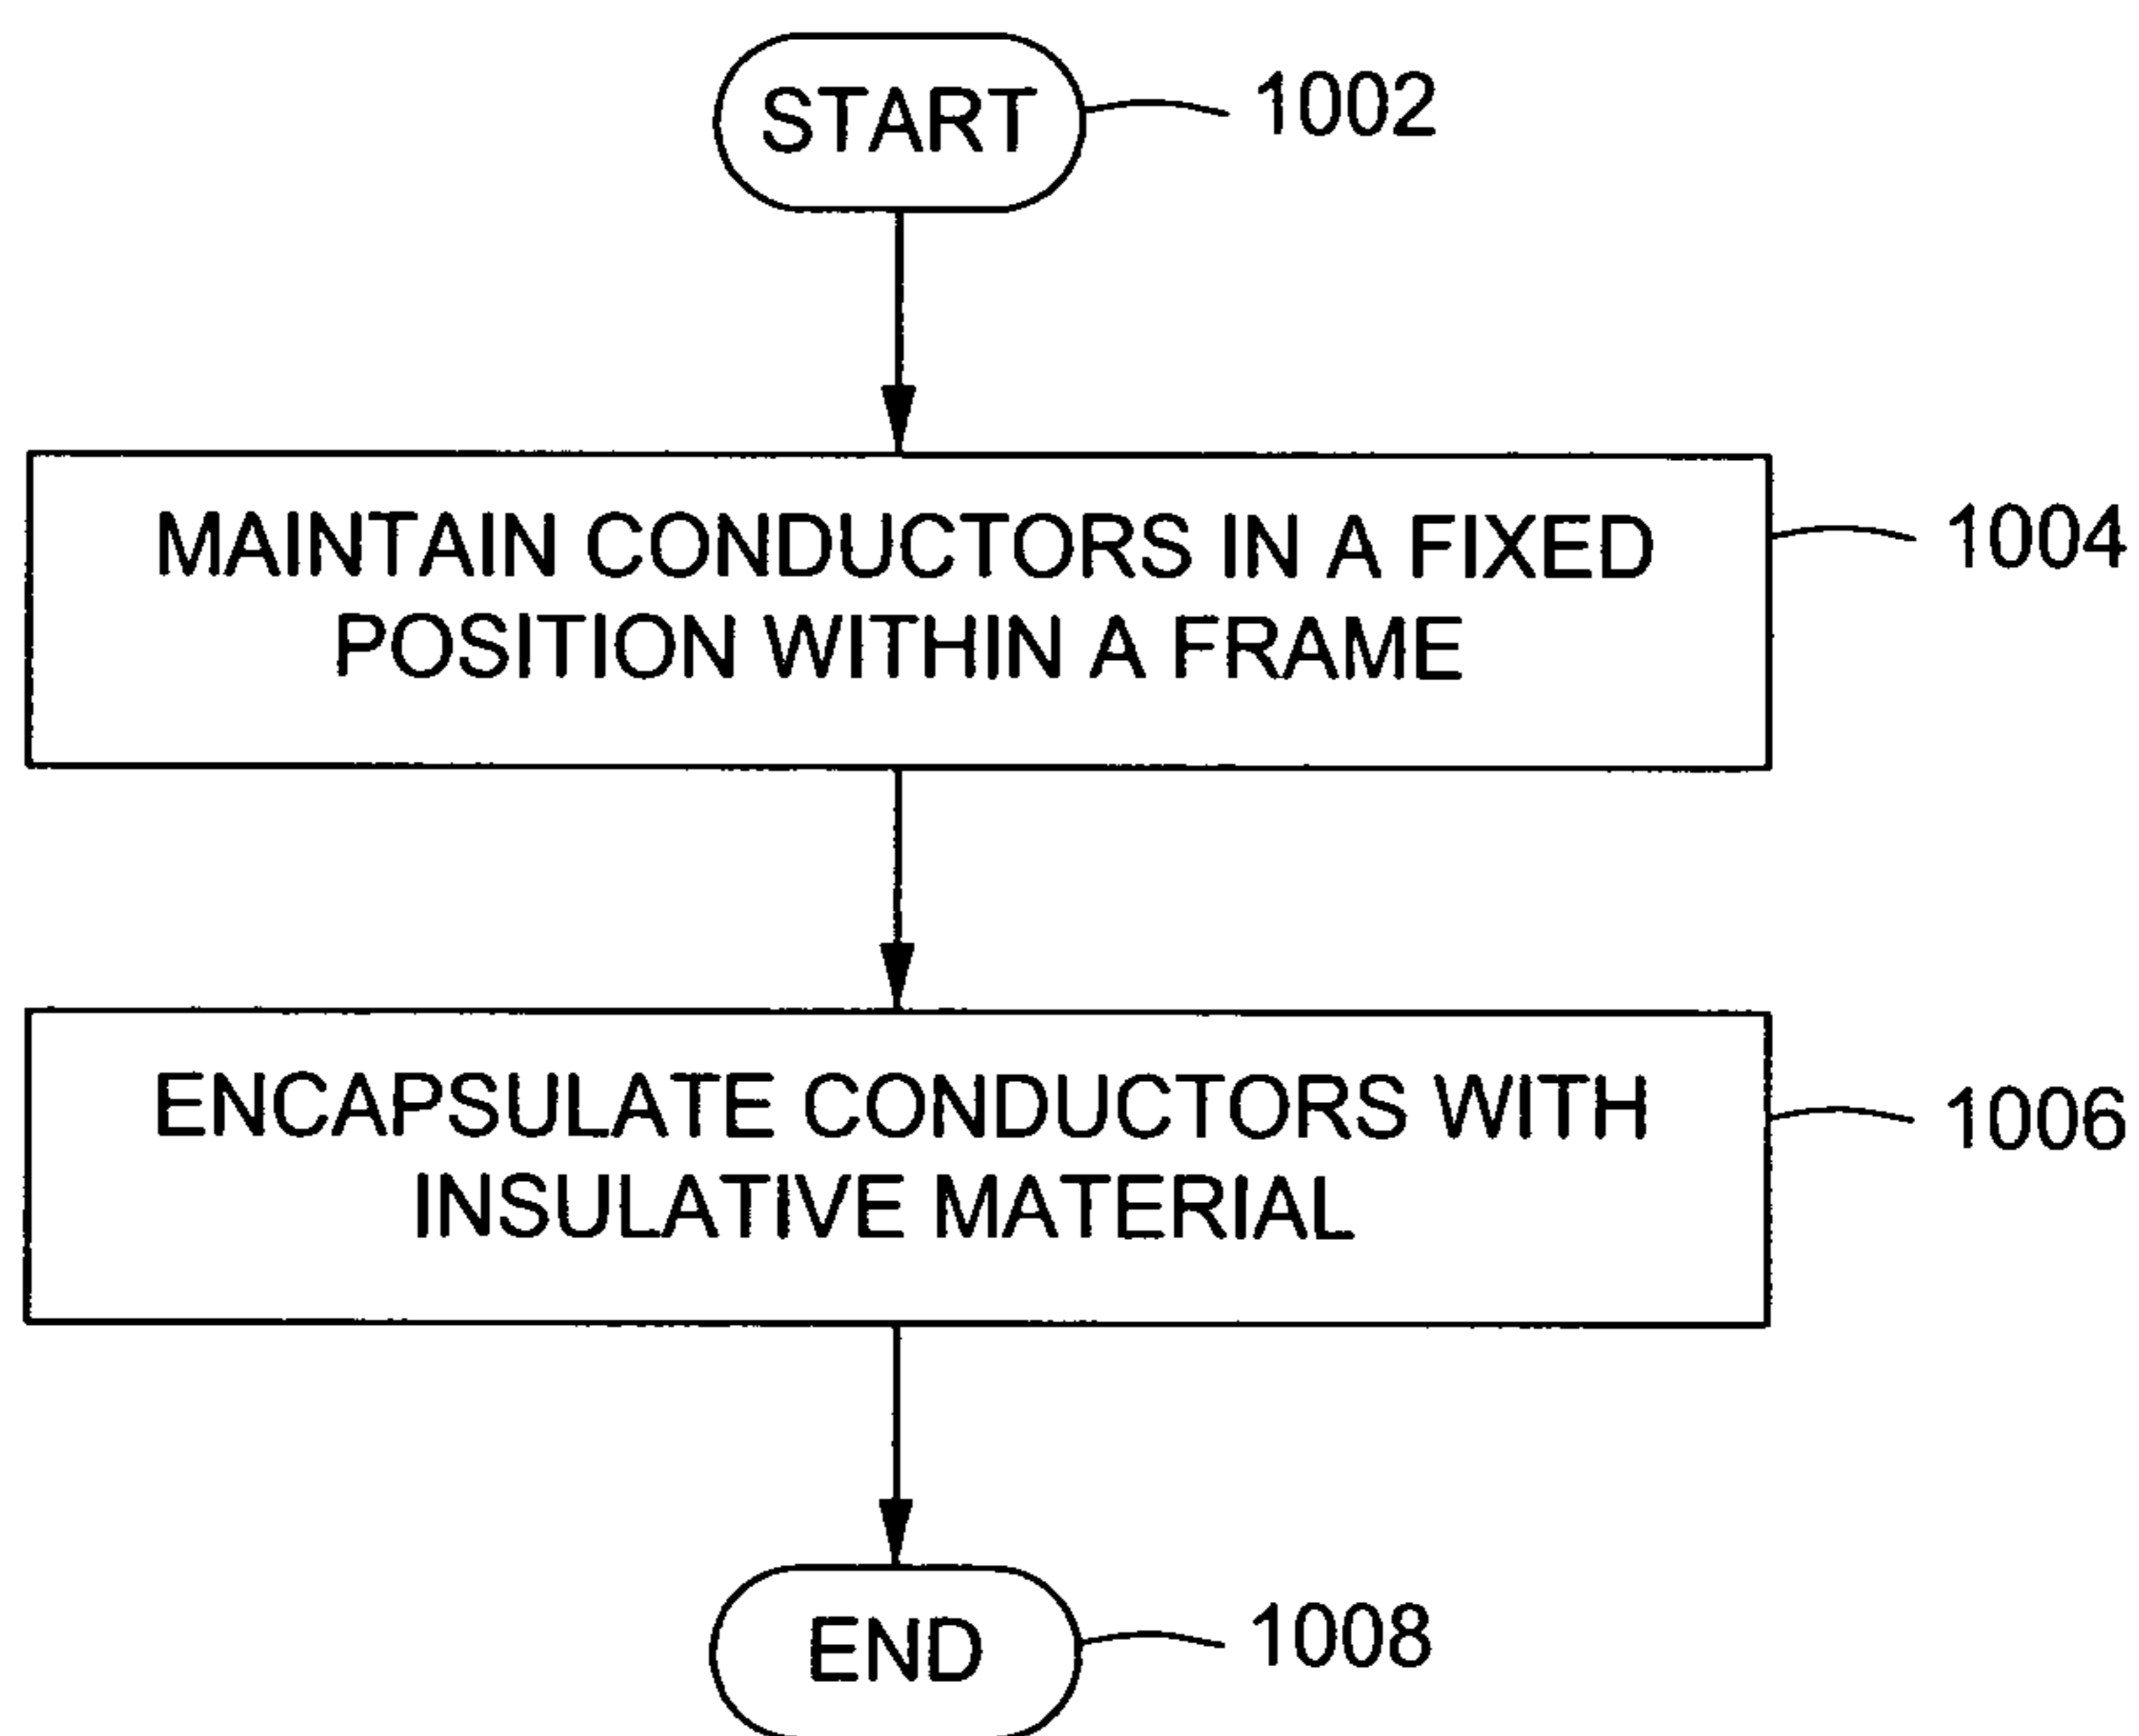 START
1002
MAINTAIN CONDUCTORS IN A FIXED
POSITION WITHIN A FRAME
1004
ENCAPSULATE CONDUCTORS WITH
INSULATIVE MATERIAL
1006
END
1008